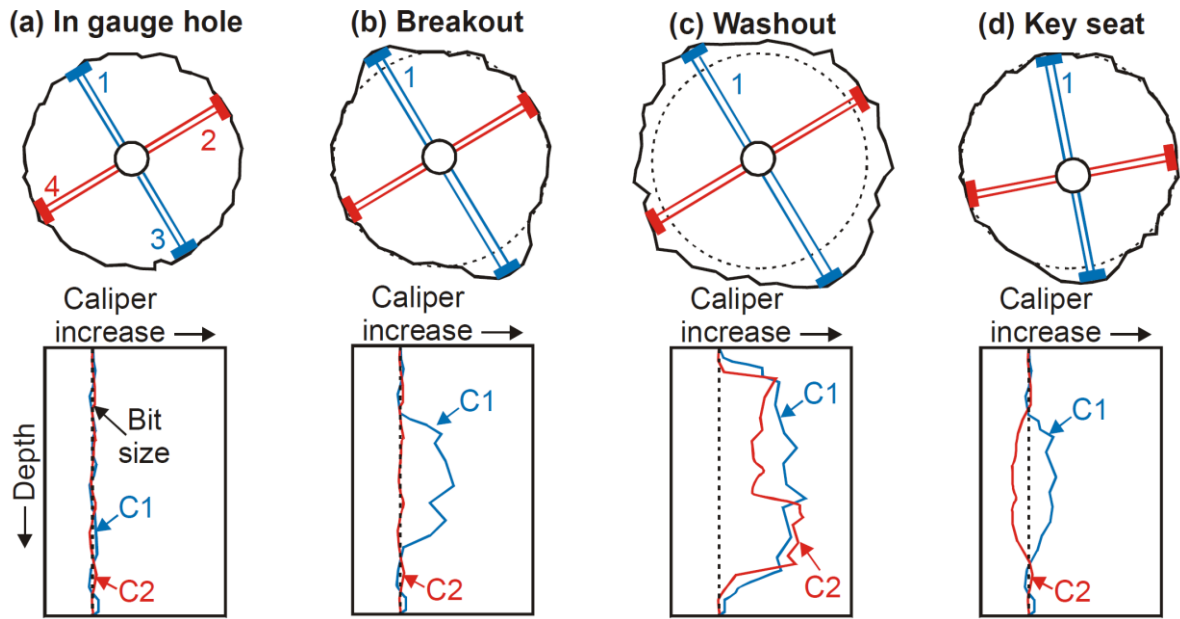 (a) In gauge hole
(b) Breakout
(c) Washout
(d) Key seat
1
2
4
3
1
1
1
Caliper
increase
Caliper
increase
Caliper
increase
Caliper
increase
Depth
Bit
size
C1
C2
C1
C2
C1
C2
C1
C2